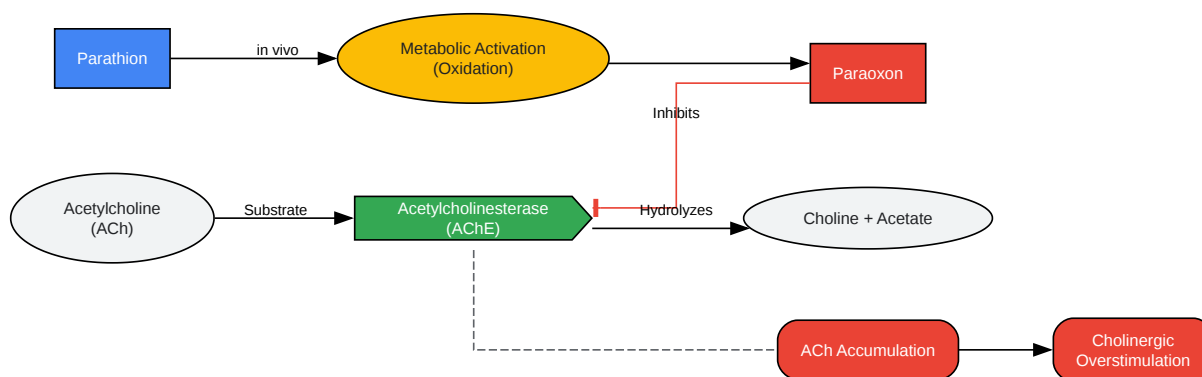 Parathion
in vivo
Metabolic Activation
(Oxidation)
Paraoxon
Inhibits
Acetylcholine
(ACh)
Substrate
Acetylcholinesterase
(AChE)
Hydrolyzes
Choline + Acetate
ACh Accumulation
Cholinergic
Overstimulation